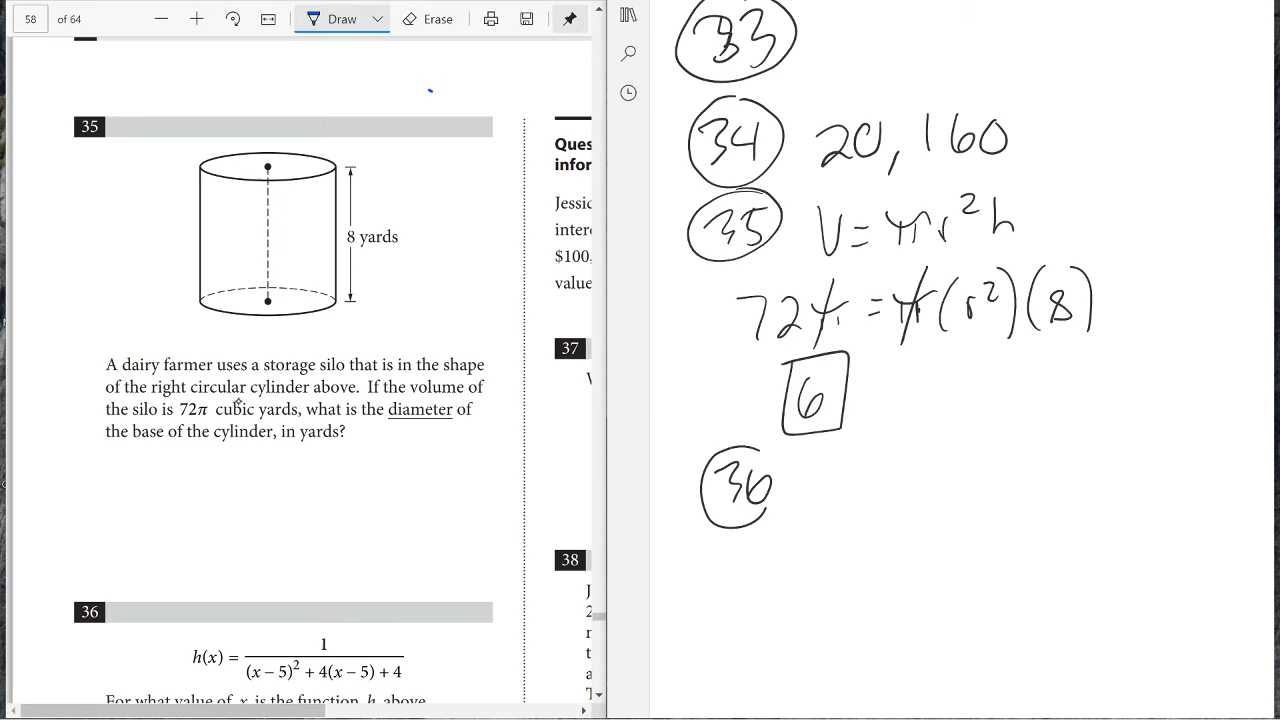 58 of 64 Draw Erase
35
8 yards
A dairy farmer uses a storage silo that is in the shape
of the right circular cylinder above. If the volume of
the silo is 72π cubic yards, what is the diameter of
the base of the cylinder, in yards?
36
h(x) = 1 / (x − 5)² + 4(x − 5) + 4
For what value of x is the function h above
Ques
infor
Jessic
inter
$100,
value
37
38
33
34 20,160
35 V = πr²h
72π = π(r²)(8)
6
36